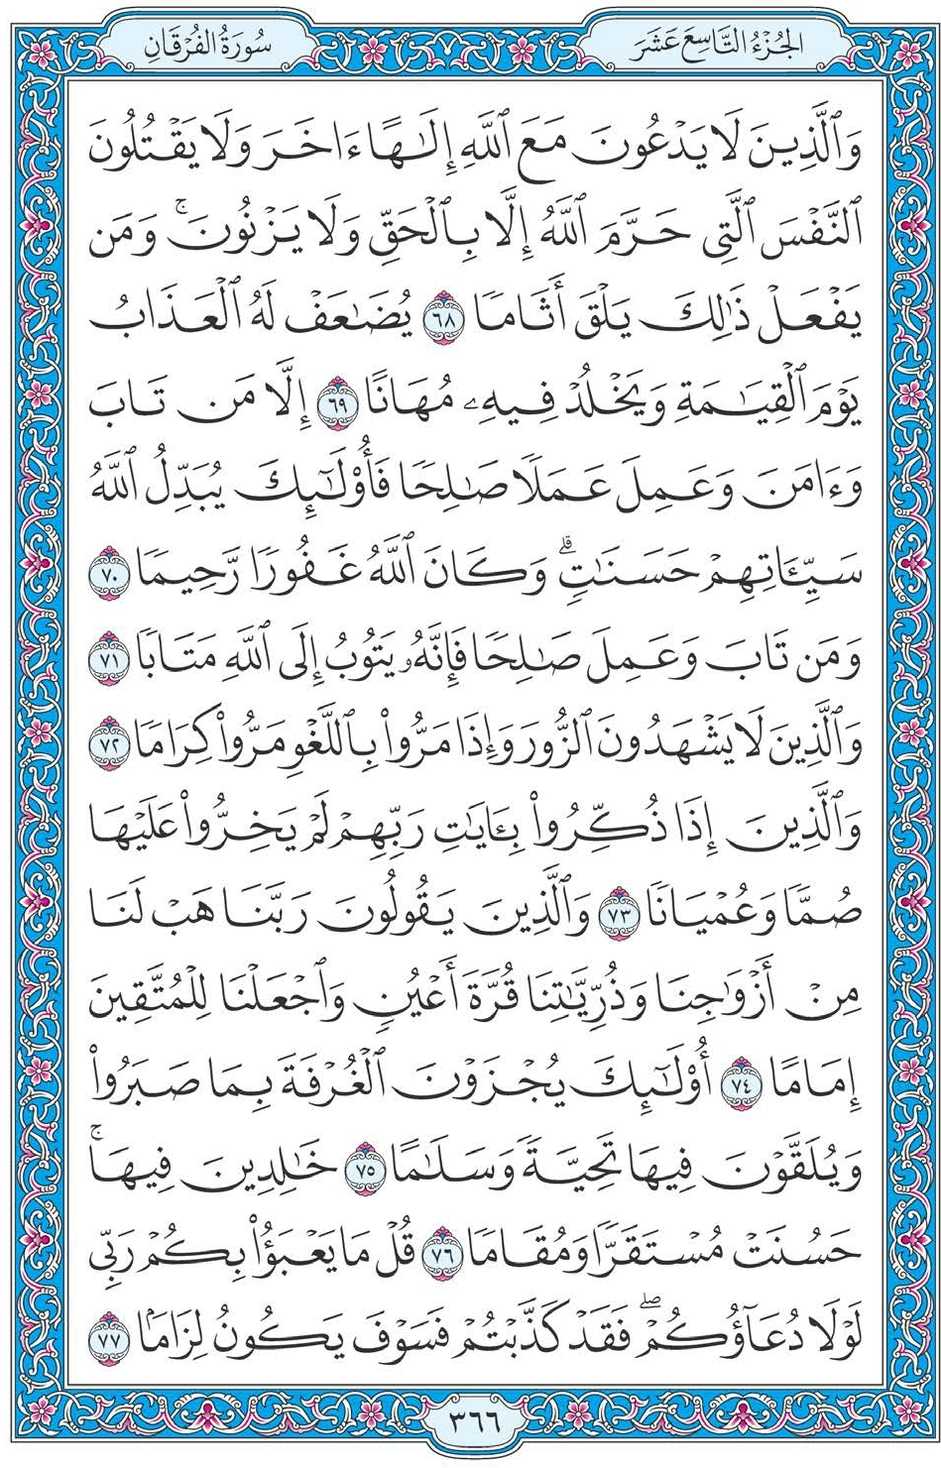 الجُزْءُ التَّاسِعَ عَشَرَ
سُورَةُ الفُرْقَانِ
وَٱلَّذِينَ لَا يَدْعُونَ مَعَ ٱللَّهِ إِلَـٰهًا ءَاخَرَ وَلَا يَقْتُلُونَ
ٱلنَّفْسَ ٱلَّتِى حَرَّمَ ٱللَّهُ إِلَّا بِٱلْحَقِّ وَلَا يَزْنُونَ ۚ وَمَن
يَفْعَلْ ذَٰلِكَ يَلْقَ أَثَامًا ٦٨ يُضَـٰعَفْ لَهُ ٱلْعَذَابُ
يَوْمَ ٱلْقِيَـٰمَةِ وَيَخْلُدْ فِيهِۦ مُهَانًا ٦٩ إِلَّا مَن تَابَ
وَءَامَنَ وَعَمِلَ عَمَلًا صَـٰلِحًا فَأُوْلَـٰٓئِكَ يُبَدِّلُ ٱللَّهُ
سَيِّـَٔاتِهِمْ حَسَنَـٰتٍ ۗ وَكَانَ ٱللَّهُ غَفُورًا رَّحِيمًا ٧٠
وَمَن تَابَ وَعَمِلَ صَـٰلِحًا فَإِنَّهُۥ يَتُوبُ إِلَى ٱللَّهِ مَتَابًا ٧١
وَٱلَّذِينَ لَا يَشْهَدُونَ ٱلزُّورَ وَإِذَا مَرُّوا۟ بِٱللَّغْوِ مَرُّوا۟ كِرَامًا ٧٢
وَٱلَّذِينَ إِذَا ذُكِّرُوا۟ بِـَٔايَـٰتِ رَبِّهِمْ لَمْ يَخِرُّوا۟ عَلَيْهَا
صُمًّا وَعُمْيَانًا ٧٣ وَٱلَّذِينَ يَقُولُونَ رَبَّنَا هَبْ لَنَا
مِنْ أَزْوَٰجِنَا وَذُرِّيَّـٰتِنَا قُرَّةَ أَعْيُنٍ وَٱجْعَلْنَا لِلْمُتَّقِينَ
إِمَامًا ٧٤ أُوْلَـٰٓئِكَ يُجْزَوْنَ ٱلْغُرْفَةَ بِمَا صَبَرُوا۟
وَيُلَقَّوْنَ فِيهَا تَحِيَّةً وَسَلَـٰمًا ٧٥ خَـٰلِدِينَ فِيهَا ۚ
حَسُنَتْ مُسْتَقَرًّا وَمُقَامًا ٧٦ قُلْ مَا يَعْبَؤُا۟ بِكُمْ رَبِّى
لَوْلَا دُعَآؤُكُمْ ۖ فَقَدْ كَذَّبْتُمْ فَسَوْفَ يَكُونُ لِزَامًۢا ٧٧
٣٦٦